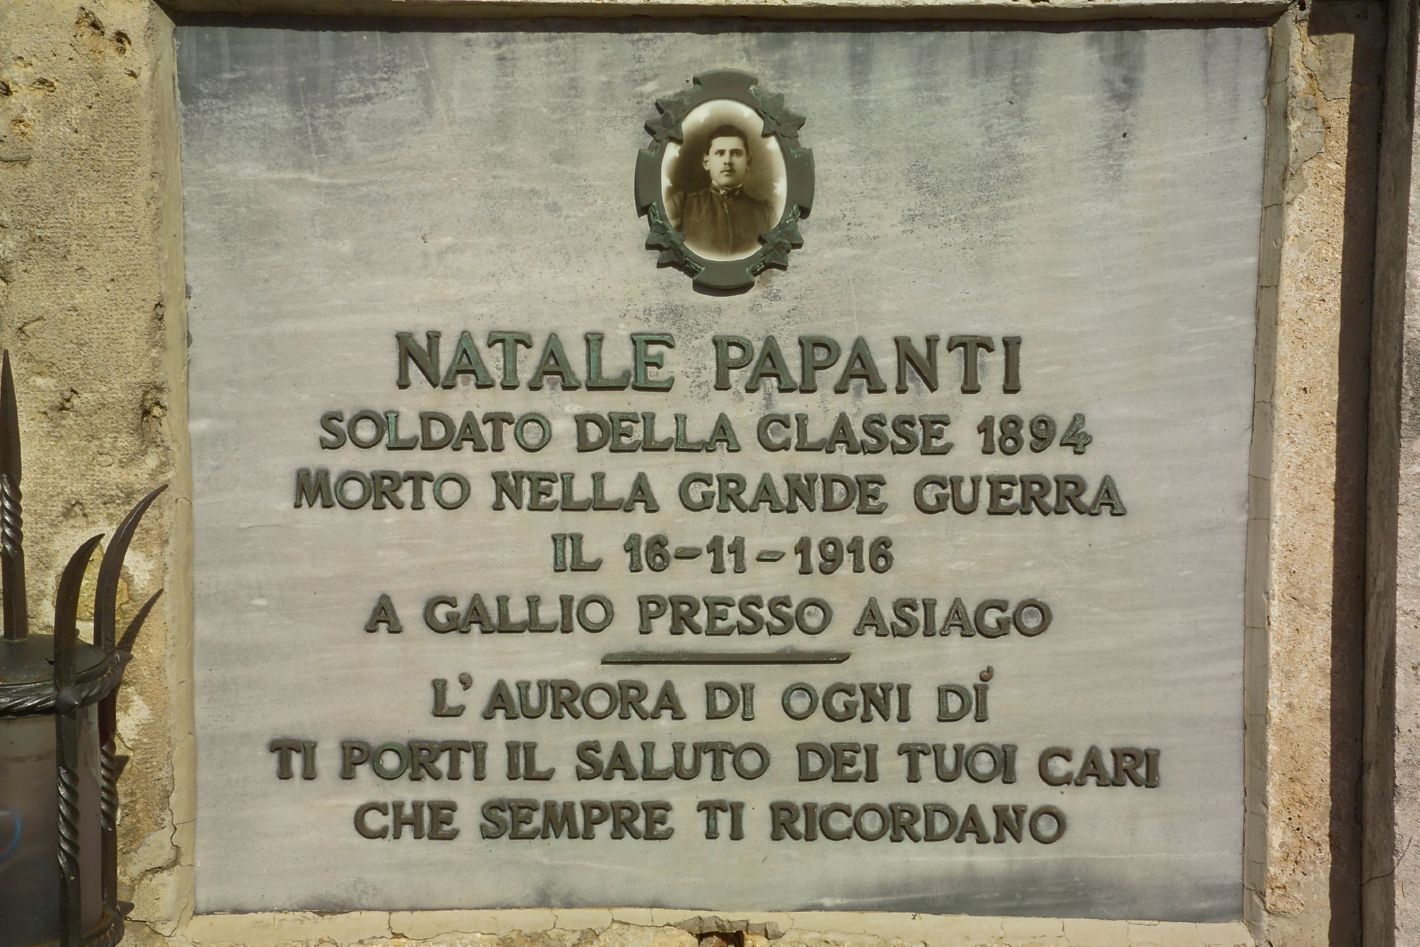 NATALE PAPANTI
SOLDATO DELLA CLASSE 1894
MORTO NELLA GRANDE GUERRA
IL 16-11-1916
A GALLIO PRESSO ASIAGO
L'AURORA DI OGNI DÍ
TI PORTI IL SALUTO DEI TUOI CARI
CHE SEMPRE TI RICORDANO